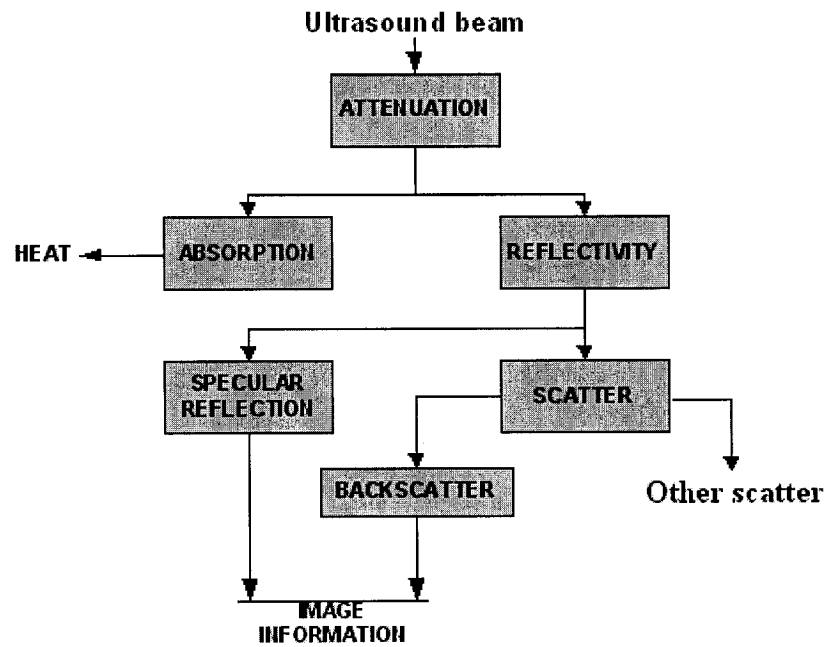 Ultrasound beam
ATTENUATION
HEAT
ABSORPTION
REFLECTIVITY
SPECULAR
REFLECTION
SCATTER
BACKSCATTER
Other scatter
IMAGE
INFORMATION